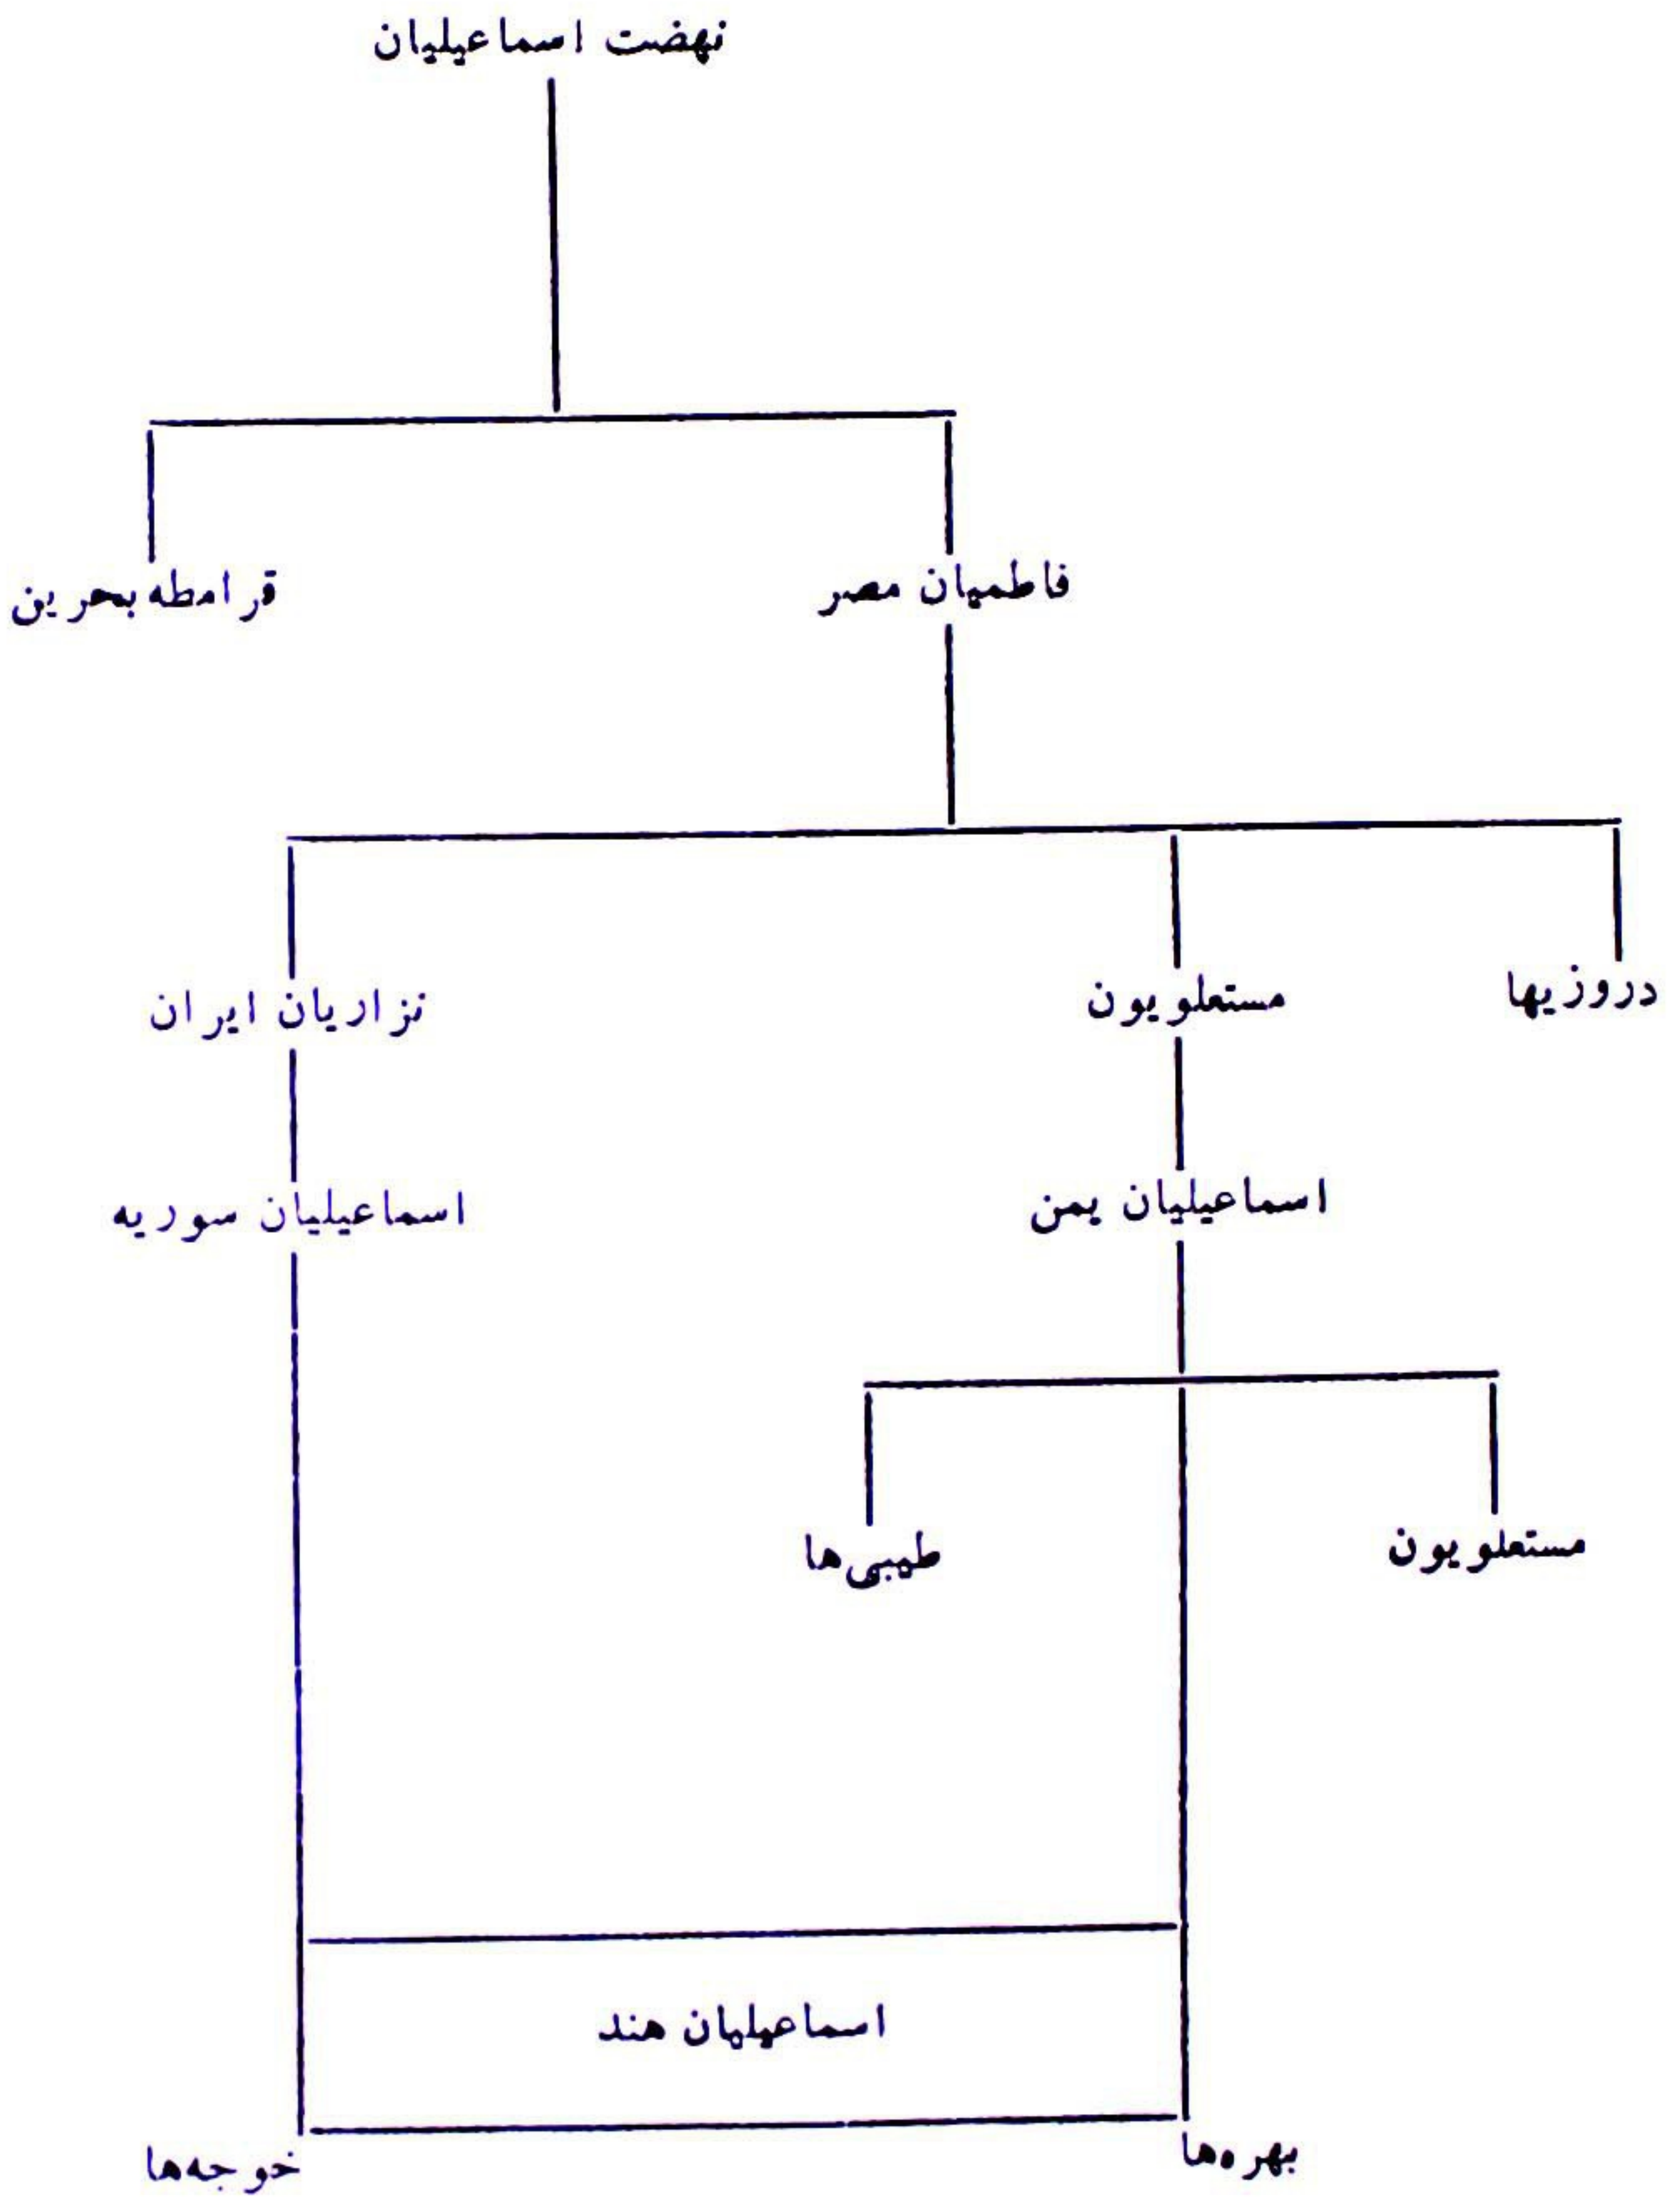 نهضت اسماعیلیان
فاطمیان مصر
قرامطه بحرین
دروزیها
مستعلویون
نزاریان ایران
اسماعیلیان یمن
اسماعیلیان سوریه
مستعلویون
طیبی‌ها
اسماعیلیان هند
بهره‌ها
خوجه‌ها